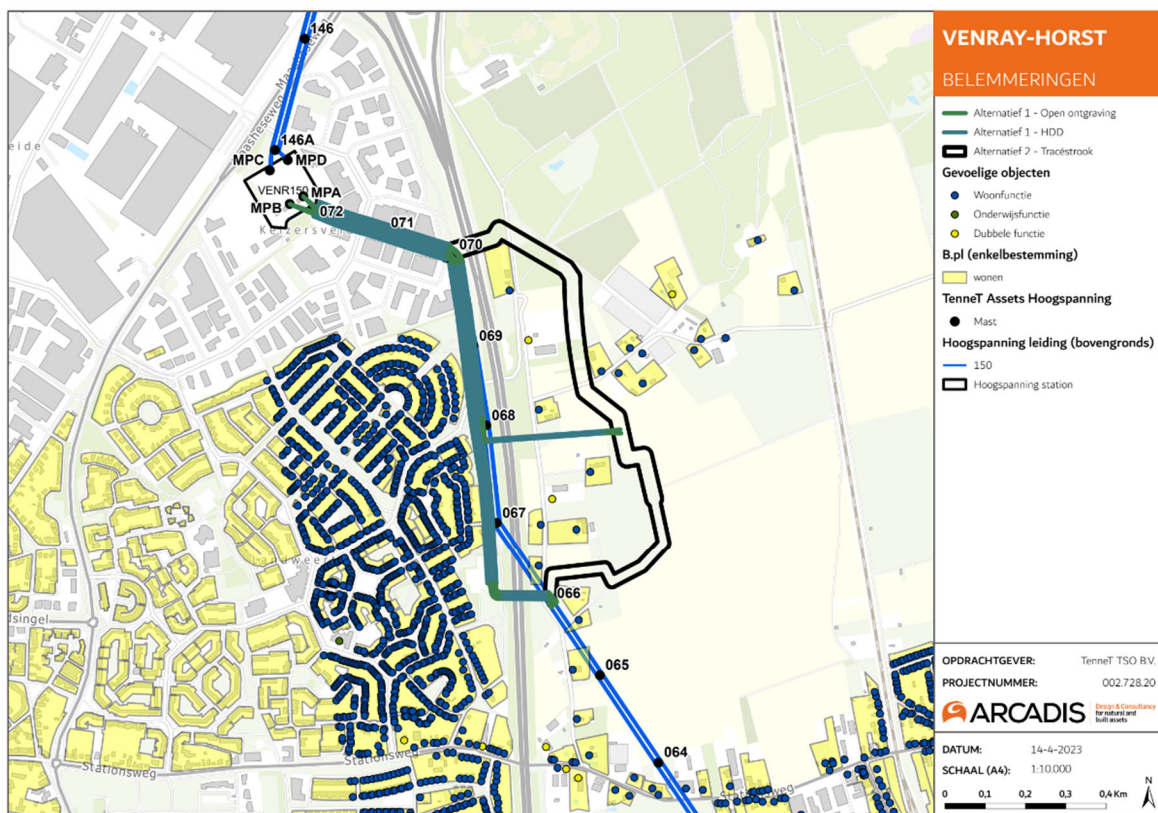 146
Maasheseweg
146A
MPC
MPD
VENR150
MPA
MPB
072
071
070
069
068
067
066
065
064
Stationsweg
Stationsweg
Stationsweg
VENRAY-HORST
BELEMMERINGEN
Alternatief 1 - Open ontgraving
Alternatief 1 - HDD
Alternatief 2 - Tracéstrook
Gevoelige objecten
Woonfunctie
Onderwijsfunctie
Dubbele functie
B.pl (enkelbestemming)
wonen
TenneT Assets Hoogspanning
Mast
Hoogspanning leiding (bovengronds)
150
Hoogspanning station
OPDRACHTGEVER: TenneT TSO B.V.
PROJECTNUMMER: 002.728.20
ARCADIS
Design & Consultancy
for natural and
built assets
DATUM: 14-4-2023
SCHAAL (A4): 1:10.000
0 0,1 0,2 0,3 0,4 Km
N